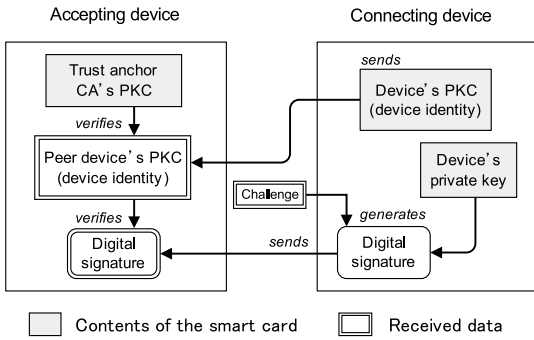 Accepting device
Connecting device
Trust anchor
CA's PKC
verifies
Peer device's PKC
(device identity)
verifies
Digital
signature
sends
Device's PKC
(device identity)
Device's
private key
Challenge
generates
sends
Digital
signature
Contents of the smart card
Received data